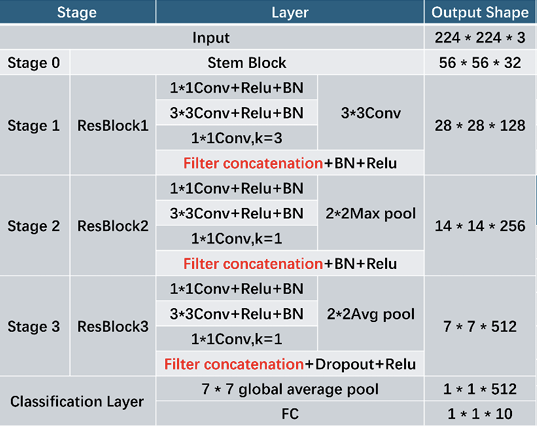 Stage Layer Output Shape
Input 224 * 224 * 3
Stage 0 Stem Block 56 * 56 * 32
Stage 1 ResBlock1 1*1Conv+Relu+BN 3*3Conv 28 * 28 * 128
3*3Conv+Relu+BN
1*1Conv,k=3
Filter concatenation+BN+Relu
Stage 2 ResBlock2 1*1Conv+Relu+BN 2*2Max pool 14 * 14 * 256
3*3Conv+Relu+BN
1*1Conv,k=1
Filter concatenation+BN+Relu
Stage 3 ResBlock3 1*1Conv+Relu+BN 2*2Avg pool 7 * 7 * 512
3*3Conv+Relu+BN
1*1Conv,k=1
Filter concatenation+Dropout+Relu
Classification Layer 7 * 7 global average pool 1 * 1 * 512
FC 1 * 1 * 10